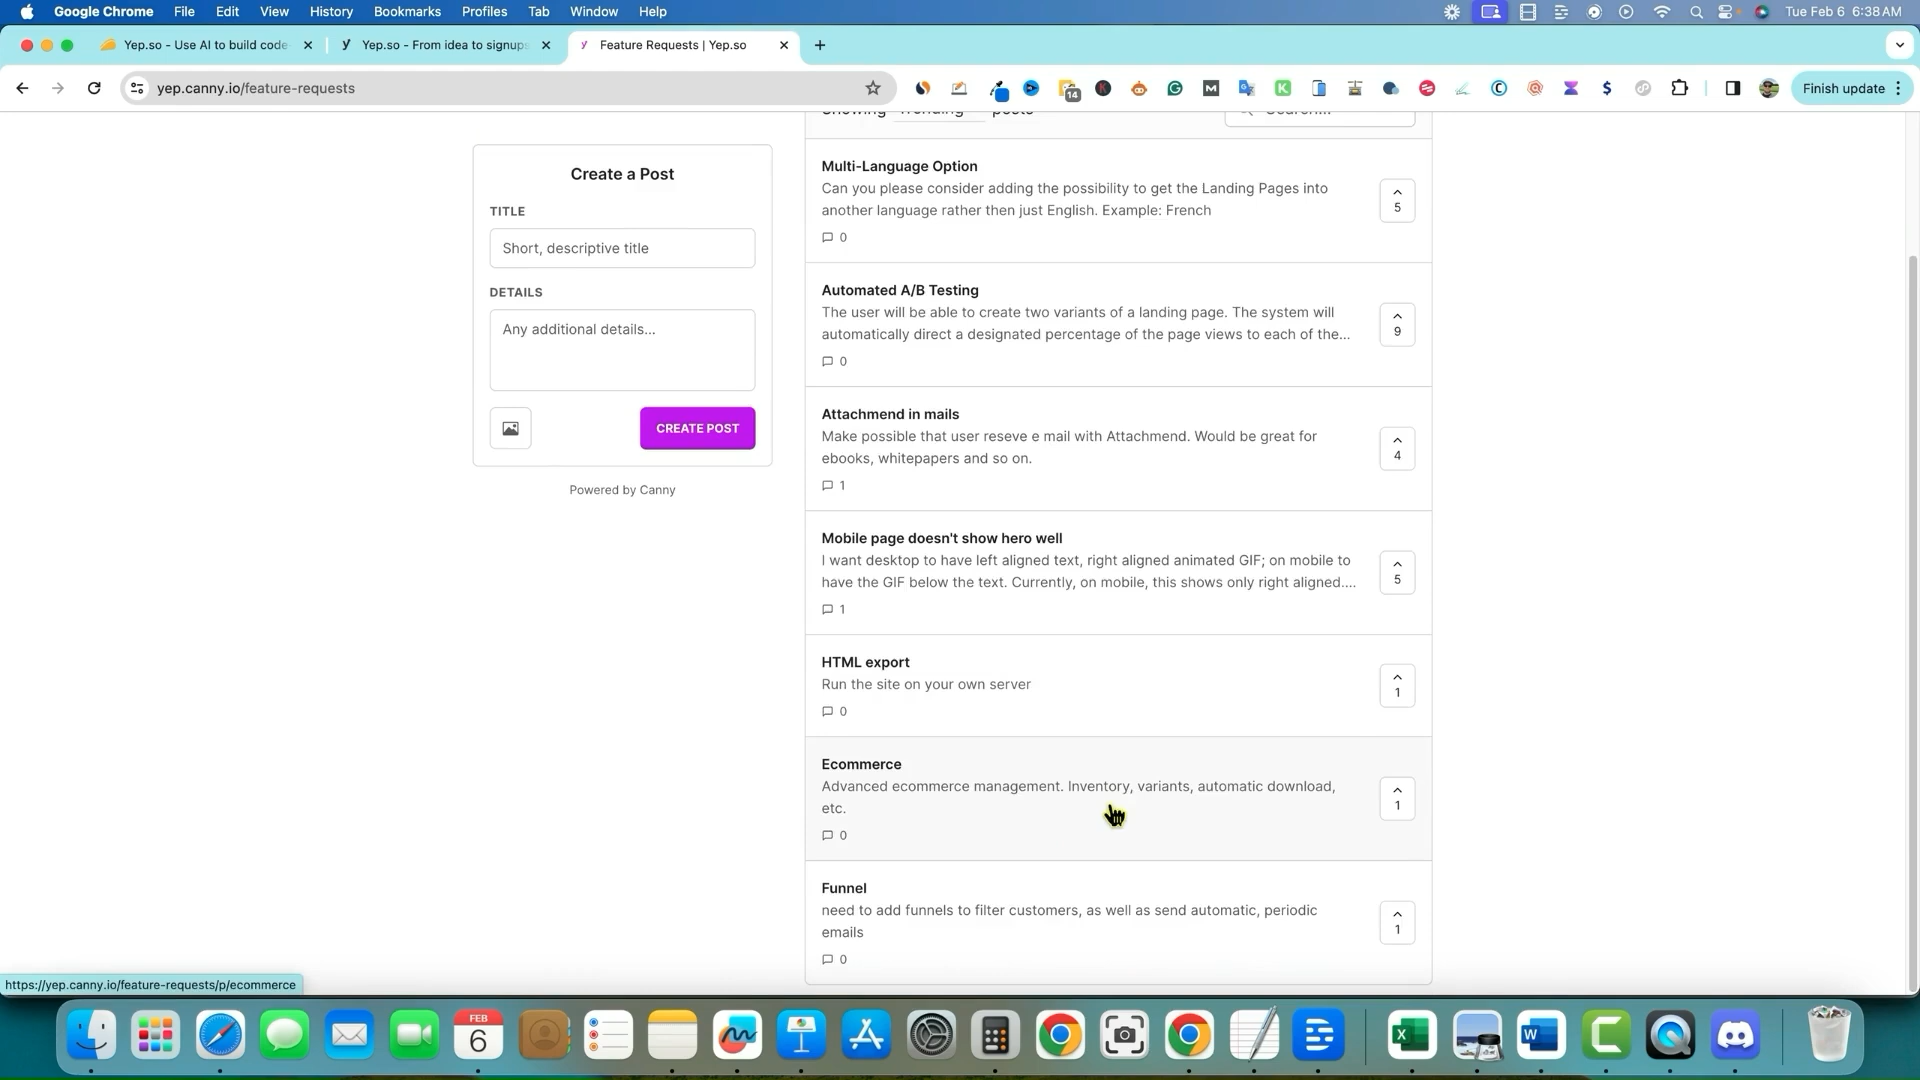 Google Chrome File Edit View History Bookmarks Profiles Tab Window Help
Tue Feb 6 6:38 AM
Yep.so - Use AI to build code
Yep.so - From idea to signups
Feature Requests | Yep.so
yep.canny.io/feature-requests
14
Finish update
Showing Trending posts
Search...
Create a Post
TITLE
Short, descriptive title
DETAILS
Any additional details...
CREATE POST
Powered by Canny
Multi-Language Option
Can you please consider adding the possibility to get the Landing Pages into
another language rather then just English. Example: French
0
5
Automated A/B Testing
The user will be able to create two variants of a landing page. The system will
automatically direct a designated percentage of the page views to each of the...
0
9
Attachmend in mails
Make possible that user reseve e mail with Attachmend. Would be great for
ebooks, whitepapers and so on.
1
4
Mobile page doesn't show hero well
I want desktop to have left aligned text, right aligned animated GIF; on mobile to
have the GIF below the text. Currently, on mobile, this shows only right aligned....
1
5
HTML export
Run the site on your own server
0
1
Ecommerce
Advanced ecommerce management. Inventory, variants, automatic download,
etc.
0
1
Funnel
need to add funnels to filter customers, as well as send automatic, periodic
emails
0
1
https://yep.canny.io/feature-requests/p/ecommerce
FEB
6